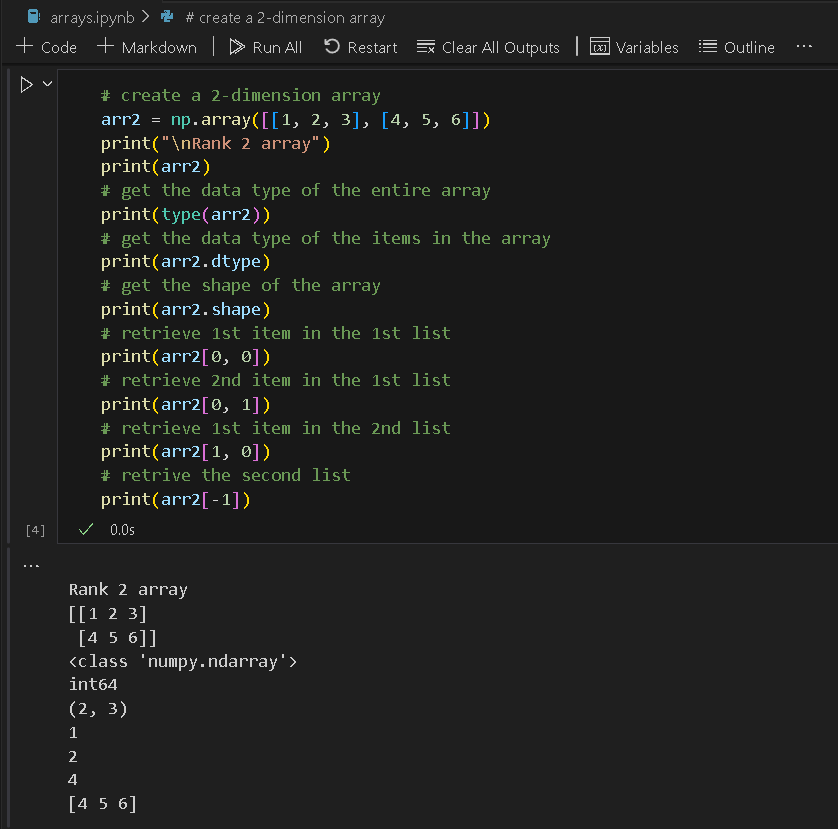 arrays.ipynb > # create a 2-dimension array
+ Code + Markdown | Run All Restart Clear All Outputs | Variables Outline ...
# create a 2-dimension array
arr2 = np.array([[1, 2, 3], [4, 5, 6]])
print("\nRank 2 array")
print(arr2)
# get the data type of the entire array
print(type(arr2))
# get the data type of the items in the array
print(arr2.dtype)
# get the shape of the array
print(arr2.shape)
# retrieve 1st item in the 1st list
print(arr2[0, 0])
# retrieve 2nd item in the 1st list
print(arr2[0, 1])
# retrieve 1st item in the 2nd list
print(arr2[1, 0])
# retrive the second list
print(arr2[-1])
[4] ✓ 0.0s
...
Rank 2 array
[[1 2 3]
 [4 5 6]]
<class 'numpy.ndarray'>
int64
(2, 3)
1
2
4
[4 5 6]